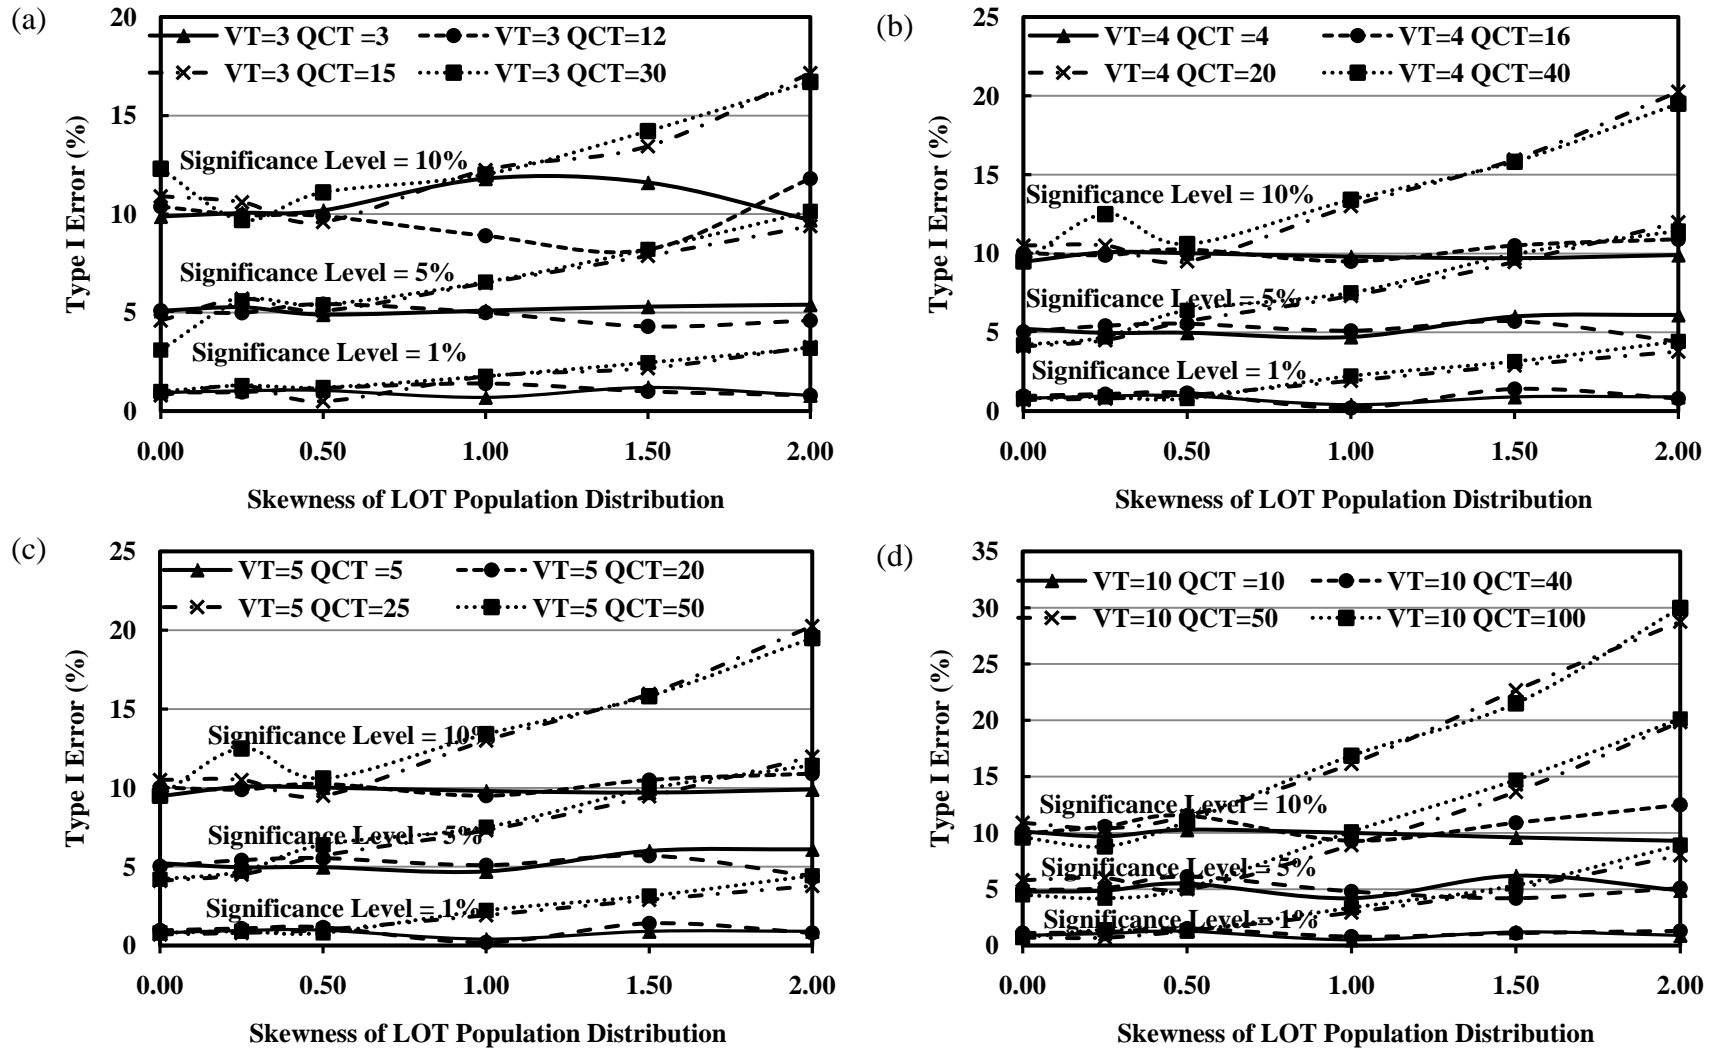 (a)
20
15
10
5
0
Type I Error (%)
VT=3 QCT =3
VT=3 QCT=12
VT=3 QCT=15
VT=3 QCT=30
Significance Level = 10%
Significance Level = 5%
Significance Level = 1%
0.00 0.50 1.00 1.50 2.00
Skewness of LOT Population Distribution
(b)
25
20
15
10
5
0
Type I Error (%)
VT=4 QCT =4
VT=4 QCT=16
VT=4 QCT=20
VT=4 QCT=40
Significance Level = 10%
Significance Level = 5%
Significance Level = 1%
0.00 0.50 1.00 1.50 2.00
Skewness of LOT Population Distribution
(c)
25
20
15
10
5
0
Type I Error (%)
VT=5 QCT =5
VT=5 QCT=20
VT=5 QCT=25
VT=5 QCT=50
Significance Level = 10%
Significance Level = 5%
Significance Level = 1%
0.00 0.50 1.00 1.50 2.00
Skewness of LOT Population Distribution
(d)
35
30
25
20
15
10
5
0
Type I Error (%)
VT=10 QCT =10
VT=10 QCT=40
VT=10 QCT=50
VT=10 QCT=100
Significance Level = 10%
Significance Level = 5%
Significance Level = 1%
0.00 0.50 1.00 1.50 2.00
Skewness of LOT Population Distribution